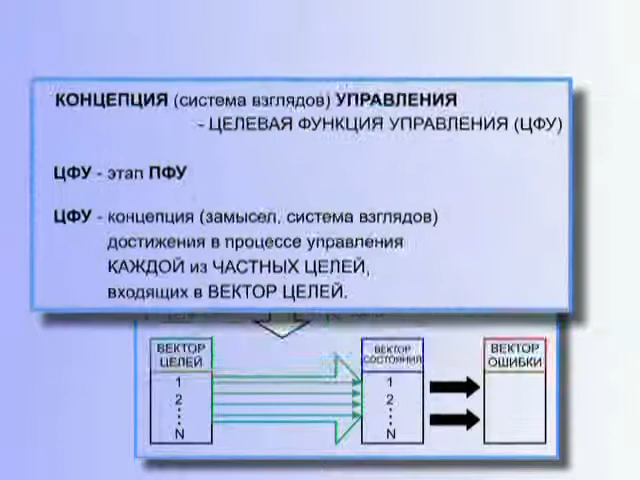 КОНЦЕПЦИЯ (система взглядов) УПРАВЛЕНИЯ
- ЦЕЛЕВАЯ ФУНКЦИЯ УПРАВЛЕНИЯ (ЦФУ)
ЦФУ - этап ПФУ
ЦФУ - концепция (замысел, система взглядов)
достижения в процессе управления
КАЖДОЙ из ЧАСТНЫХ ЦЕЛЕЙ,
входящих в ВЕКТОР ЦЕЛЕЙ.
ВЕКТОР ЦЕЛЕЙ
1
2
N
ВЕКТОР СОСТОЯНИЯ
1
2
N
ВЕКТОР ОШИБКИ